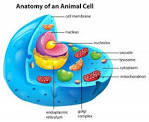 Anatomy of an Animal Cell
cell membrane
nucleus
nucleolus
vacuole
lysosome
cytoplasm
mitochondrion
endoplasmic
reticulum
golgi
complex